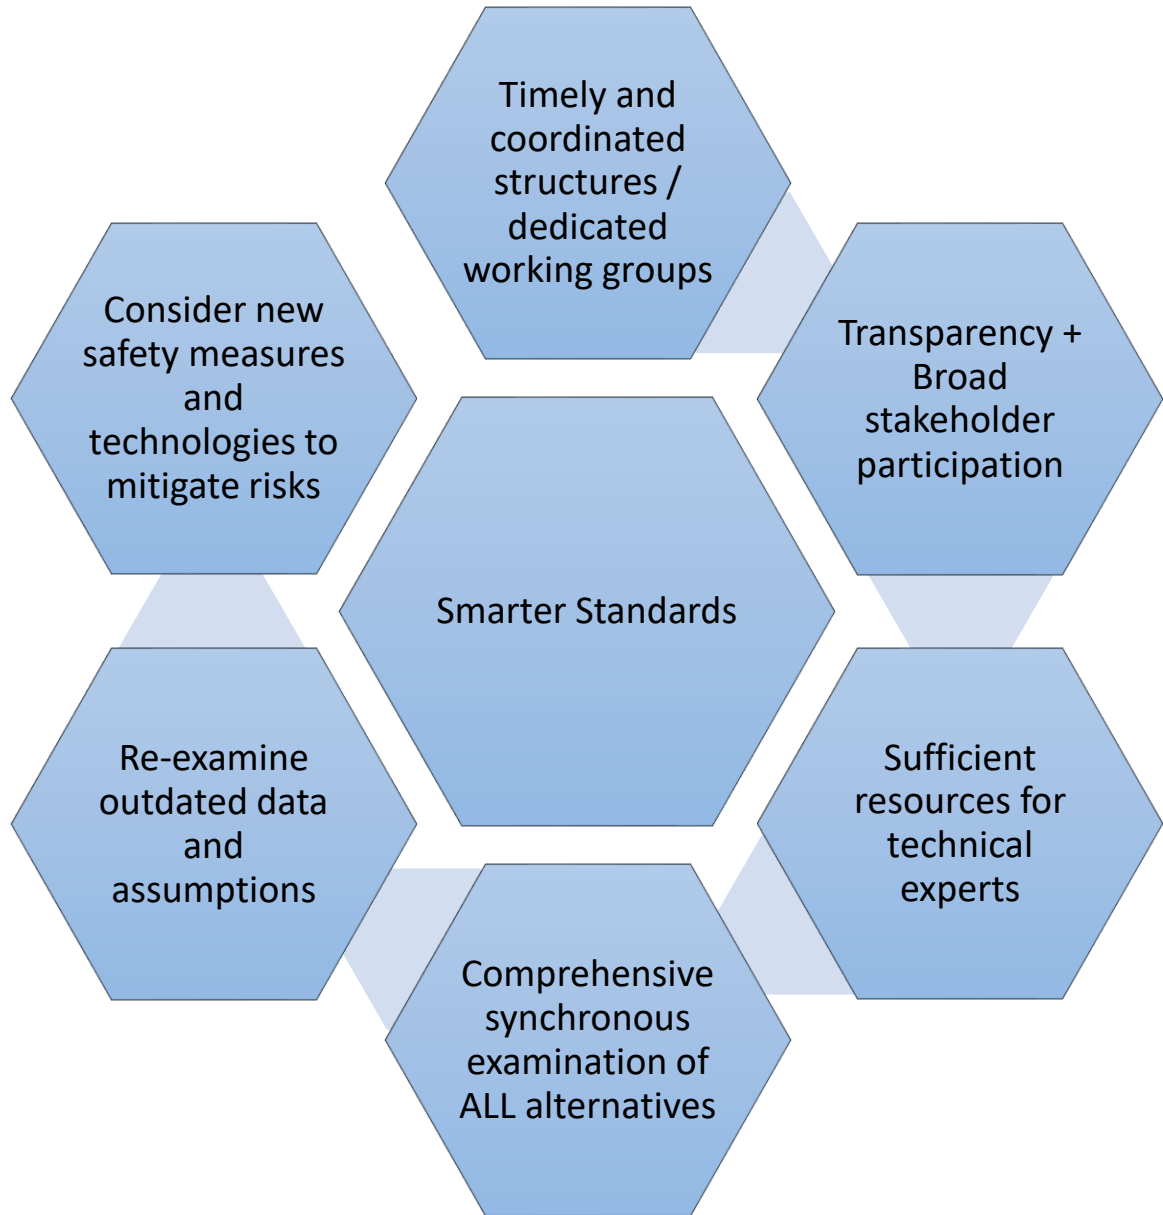 Timely and
coordinated
structures /
dedicated
working groups
Transparency +
Broad
stakeholder
participation
Sufficient
resources for
technical
experts
Comprehensive
synchronous
examination of
ALL alternatives
Re-examine
outdated data
and
assumptions
Consider new
safety measures
and
technologies to
mitigate risks
Smarter Standards